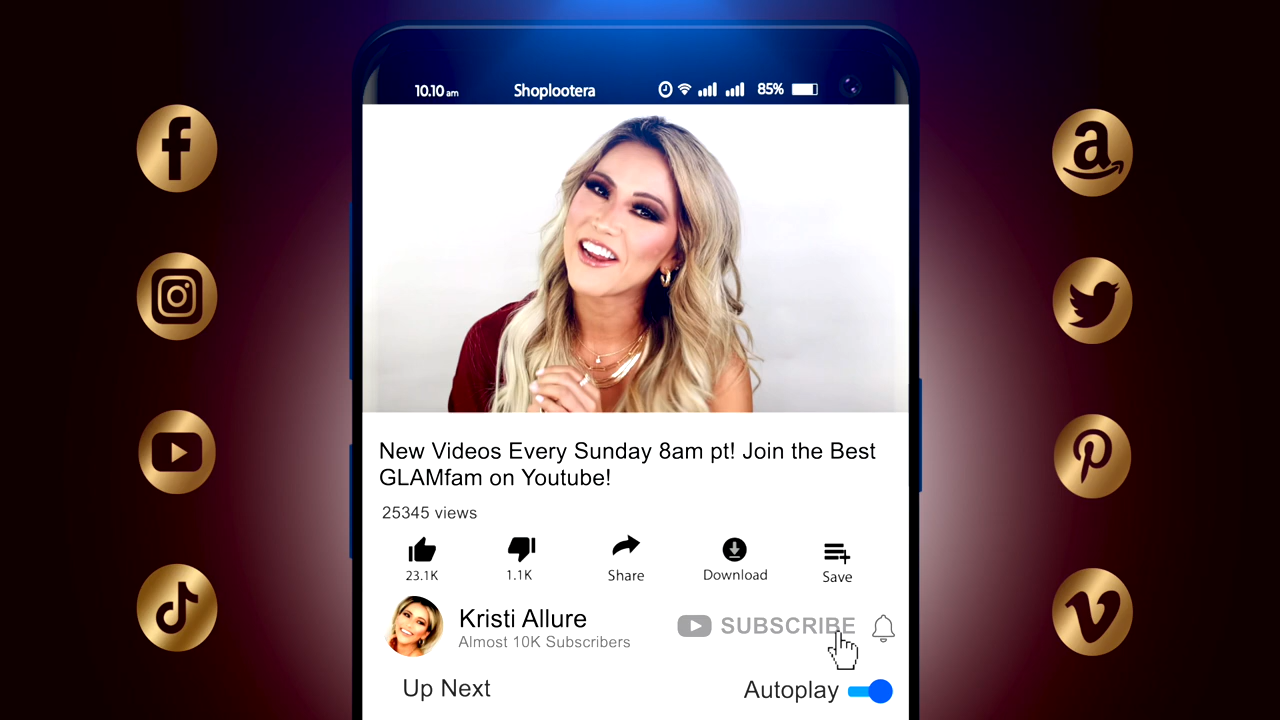 10.10 am Shoplootera 85%
New Videos Every Sunday 8am pt! Join the Best
GLAMfam on Youtube!
25345 views
23.1K 1.1K Share Download Save
Kristi Allure SUBSCRIBE
Almost 10K Subscribers
Up Next Autoplay